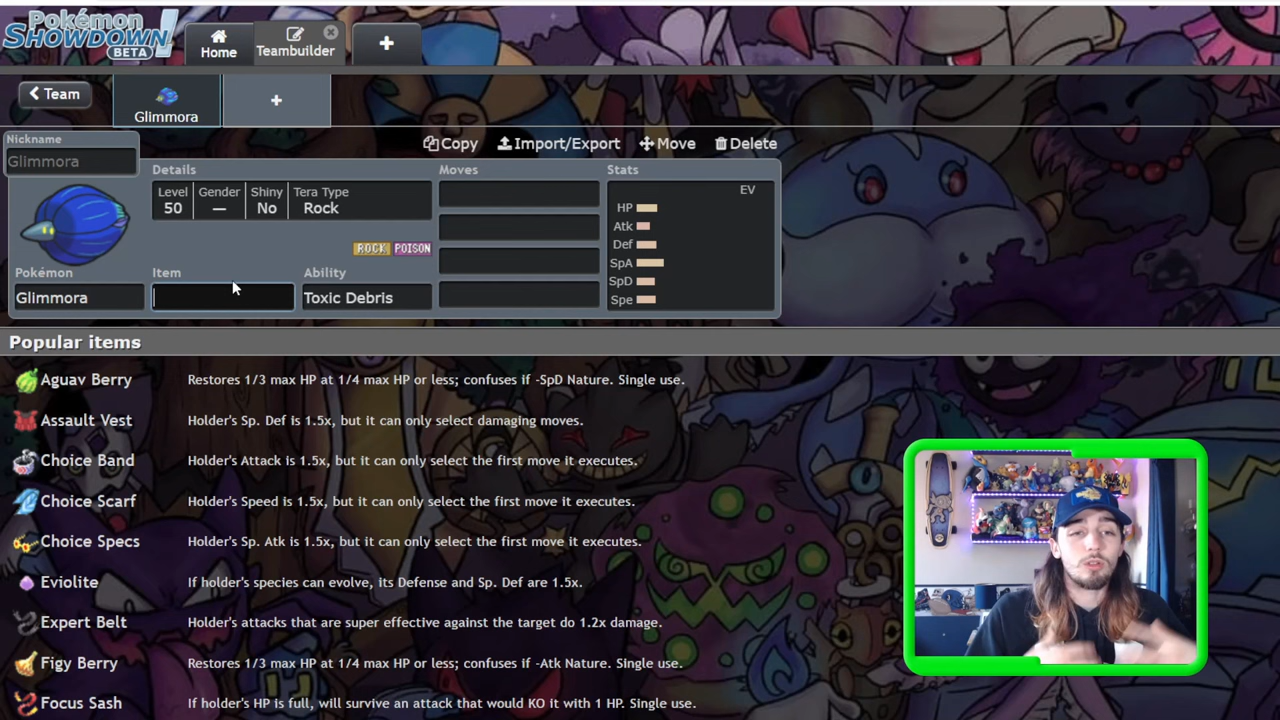 Pokémon
SHOWDOWN!
BETA
Home
Teambuilder
+
Team
Glimmora
+
Nickname
Glimmora
Copy
Import/Export
Move
Delete
Details
Moves
Stats
Level
Gender
Shiny
Tera Type
50
—
No
Rock
EV
HP
Atk
Def
SpA
SpD
Spe
ROCK
POISON
Pokémon
Item
Ability
Glimmora
Toxic Debris
Popular items
Aguav Berry Restores 1/3 max HP at 1/4 max HP or less; confuses if -SpD Nature. Single use.
Assault Vest Holder's Sp. Def is 1.5x, but it can only select damaging moves.
Choice Band Holder's Attack is 1.5x, but it can only select the first move it executes.
Choice Scarf Holder's Speed is 1.5x, but it can only select the first move it executes.
Choice Specs Holder's Sp. Atk is 1.5x, but it can only select the first move it executes.
Eviolite If holder's species can evolve, its Defense and Sp. Def are 1.5x.
Expert Belt Holder's attacks that are super effective against the target do 1.2x damage.
Figy Berry Restores 1/3 max HP at 1/4 max HP or less; confuses if -Atk Nature. Single use.
Focus Sash If holder's HP is full, will survive an attack that would KO it with 1 HP. Single use.